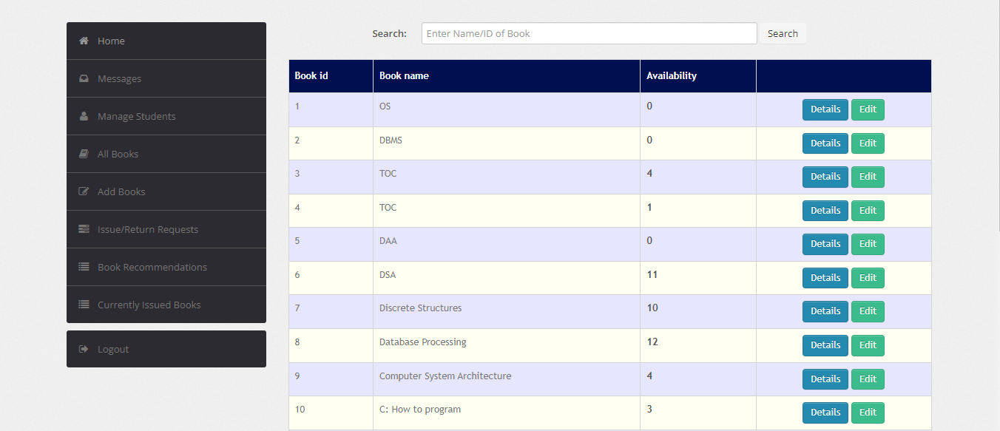 Home
Messages
Manage Students
All Books
Add Books
Issue/Return Requests
Book Recommendations
Currently Issued Books
Logout
Search: Enter Name/ID of Book Search
Book id Book name Availability
1 OS 0 Details Edit
2 DBMS 0 Details Edit
3 TOC 4 Details Edit
4 TOC 1 Details Edit
5 DAA 0 Details Edit
6 DSA 11 Details Edit
7 Discrete Structures 10 Details Edit
8 Database Processing 12 Details Edit
9 Computer System Architecture 4 Details Edit
10 C: How to program 3 Details Edit